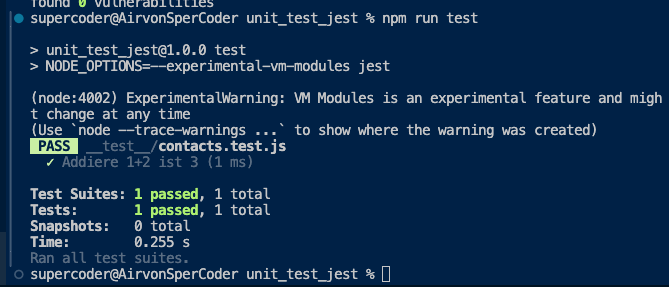 found 0 vulnerabilities
supercoder@AirvonSperCoder unit_test_jest % npm run test
> unit_test_jest@1.0.0 test
> NODE_OPTIONS=--experimental-vm-modules jest
(node:4002) ExperimentalWarning: VM Modules is an experimental feature and migh
t change at any time
(Use `node --trace-warnings ...` to show where the warning was created)
PASS __test__/contacts.test.js
✓ Addiere 1+2 ist 3 (1 ms)
Test Suites: 1 passed, 1 total
Tests: 1 passed, 1 total
Snapshots: 0 total
Time: 0.255 s
Ran all test suites.
supercoder@AirvonSperCoder unit_test_jest %